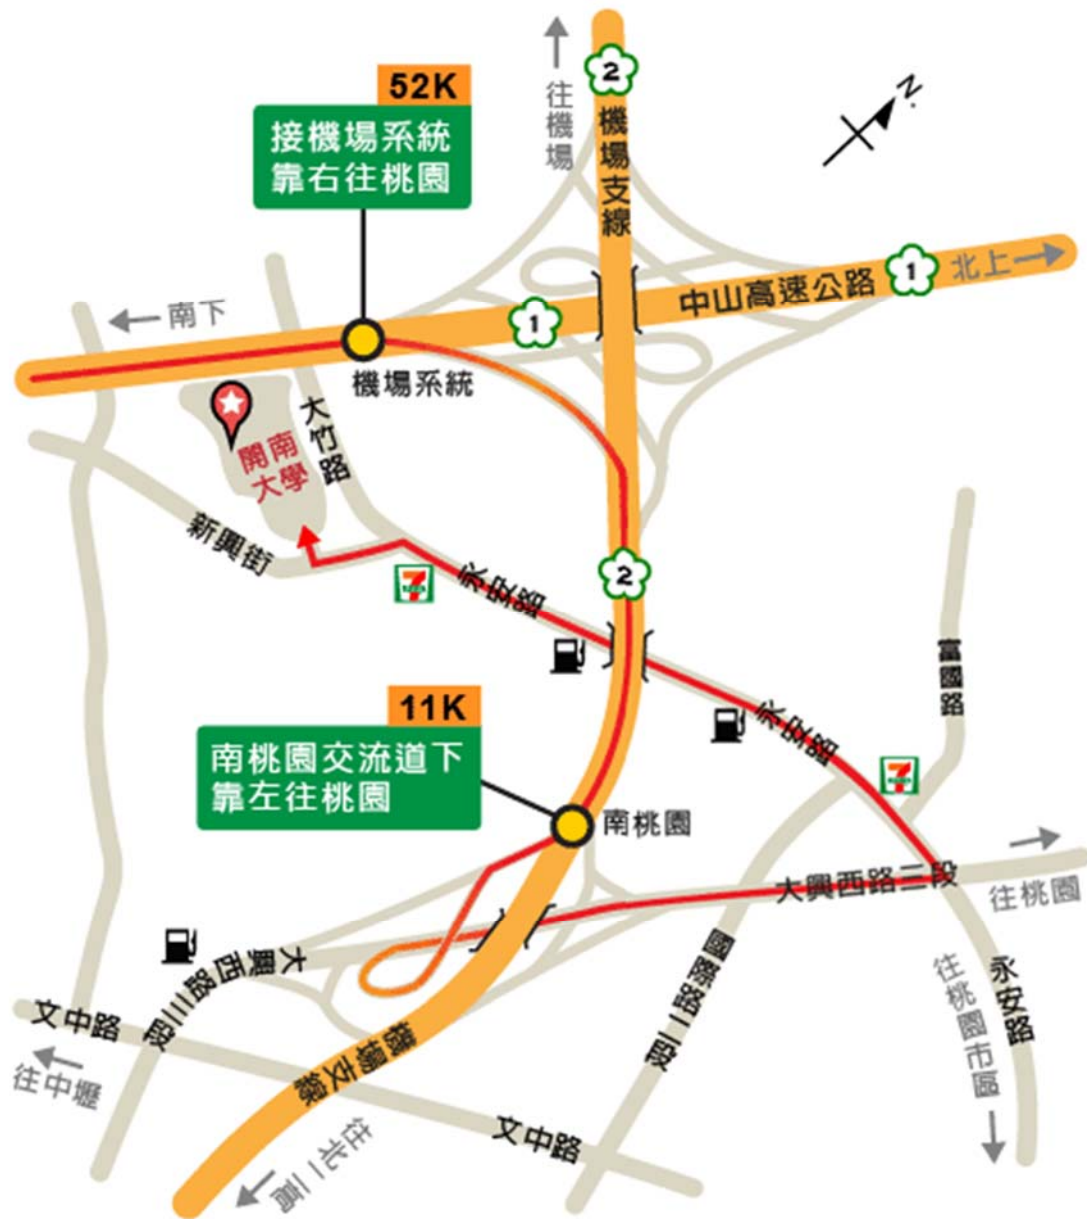 52K
接機場系統
靠右往桃園
往機場
2
機場支線
N.
南下
1
中山高速公路
1
北上
機場系統
開南
大學
大竹路
新興街
7
永安路
2
富國路
11K
南桃園交流道下
靠左往桃園
永安路
7
南桃園
大興西路三段
往桃園
大興西路三段
國際路二段
往桃園市區
永安路
文中路
往中壢
機場支線
文中路
往北二高